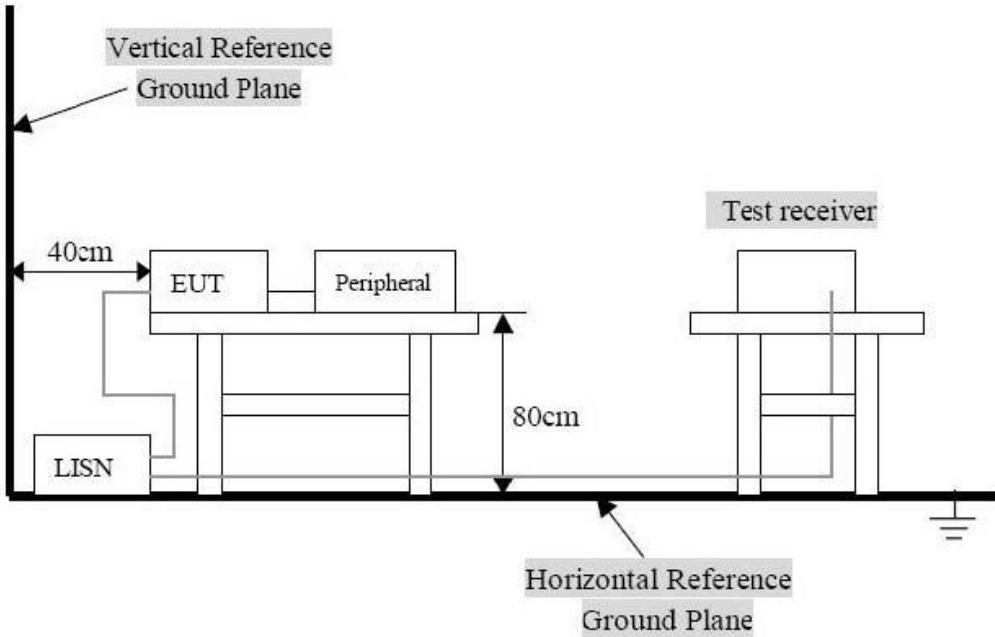 Vertical Reference
Ground Plane
Test receiver
40cm
EUT
Peripheral
80cm
LISN
Horizontal Reference
Ground Plane